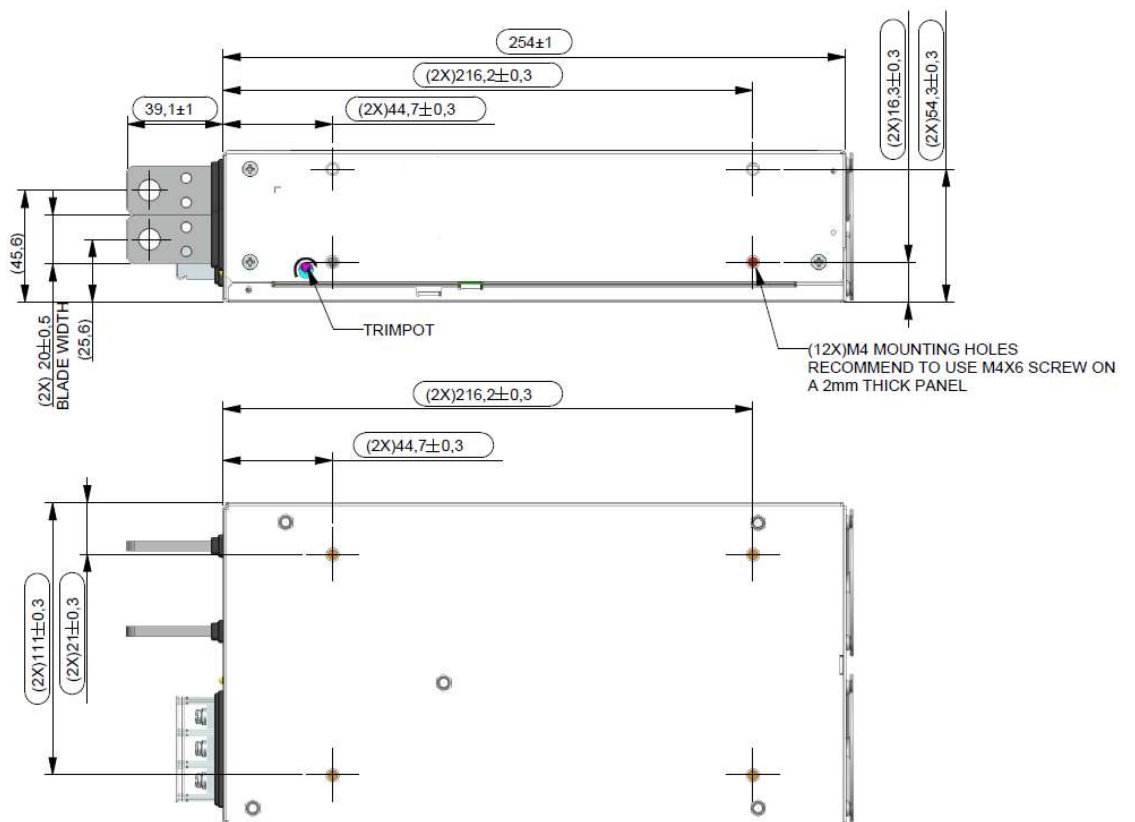 254±1
(2X)216,2±0,3
39,1±1
(2X)44,7±0,3
(2X)16,3±0,3
(2X)54,3±0,3
(45,6)
(2X) 20±0,5
BLADE WIDTH
(25,6)
TRIMPOT
(12X)M4 MOUNTING HOLES
RECOMMEND TO USE M4X6 SCREW ON
A 2mm THICK PANEL
(2X)216,2±0,3
(2X)44,7±0,3
(2X)111±0,3
(2X)21±0,3